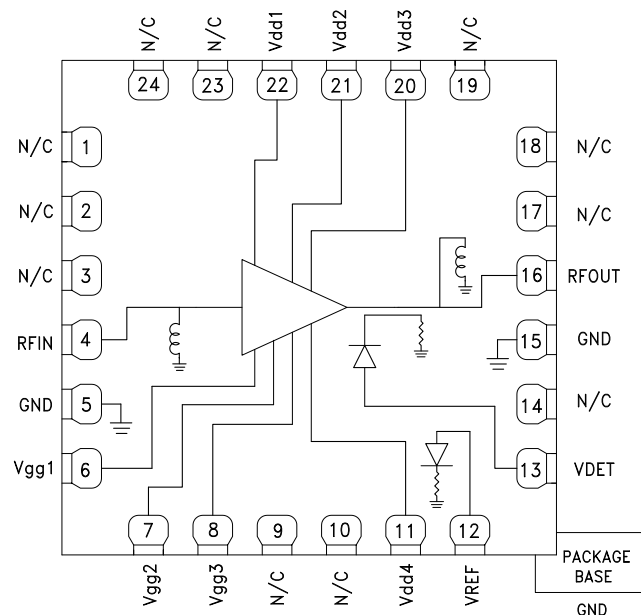 N/C
N/C
Vdd1
Vdd2
Vdd3
N/C
24
23
22
21
20
19
N/C
1
N/C
2
N/C
3
RFIN
4
GND
5
Vgg1
6
18
N/C
17
N/C
16
RFOUT
15
GND
14
N/C
13
VDET
7
8
9
10
11
12
Vgg2
Vgg3
N/C
N/C
Vdd4
VREF
PACKAGE
BASE
GND